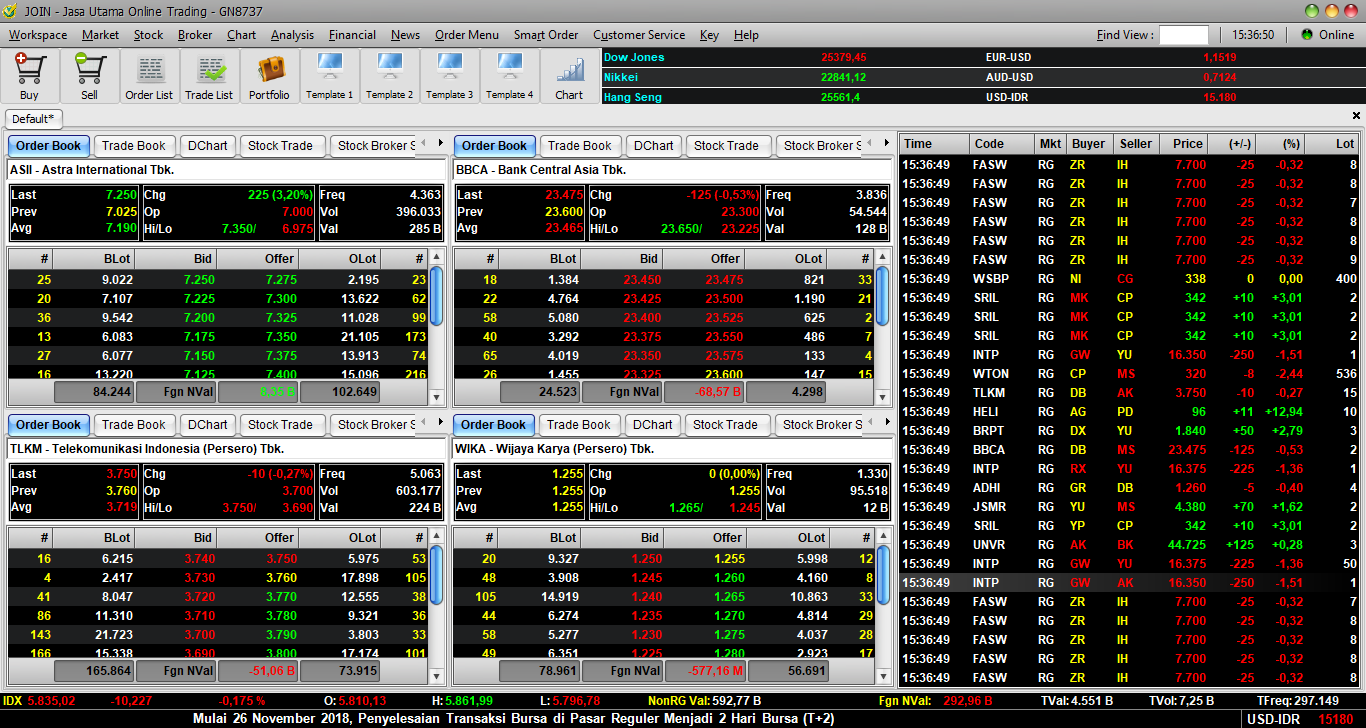 JOIN - Jasa Utama Online Trading - GN8737
Workspace Market Stock Broker Chart Analysis Financial News Order Menu Smart Order Customer Service Key Help Find View : 15:36:50 Online
Buy Sell Order List Trade List Portfolio Template 1 Template 2 Template 3 Template 4 Chart
Dow Jones 25379,45 EUR-USD 1,1519
Nikkei 22841,12 AUD-USD 0,7124
Hang Seng 25561,4 USD-IDR 15.180
Default*
Order Book Trade Book DChart Stock Trade Stock Broker S
ASII - Astra International Tbk.
Last 7.250 Chg 225 (3,20%) Freq 4.363
Prev 7.025 Op 7.000 Vol 396.033
Avg 7.190 Hi/Lo 7.350/ 6.975 Val 285 B
# BLot Bid Offer OLot #
25 9.022 7.250 7.275 2.195 23
20 7.107 7.225 7.300 13.622 62
36 9.542 7.200 7.325 11.028 99
13 6.083 7.175 7.350 21.105 173
27 6.077 7.150 7.375 13.913 74
16 13.220 7.125 7.400 15.096 216
84.244 Fgn NVal 8,35 B 102.649
Order Book Trade Book DChart Stock Trade Stock Broker S
BBCA - Bank Central Asia Tbk.
Last 23.475 Chg -125 (-0,53%) Freq 3.836
Prev 23.600 Op 23.300 Vol 54.544
Avg 23.465 Hi/Lo 23.650/ 23.225 Val 128 B
# BLot Bid Offer OLot #
18 1.384 23.450 23.475 821 33
22 4.764 23.425 23.500 1.190 21
58 5.080 23.400 23.525 625 2
40 3.292 23.375 23.550 486 7
65 4.019 23.350 23.575 133 4
26 1.455 23.325 23.600 147 15
24.523 Fgn NVal -68,57 B 4.298
Order Book Trade Book DChart Stock Trade Stock Broker S
TLKM - Telekomunikasi Indonesia (Persero) Tbk.
Last 3.750 Chg -10 (-0,27%) Freq 5.063
Prev 3.760 Op 3.700 Vol 603.177
Avg 3.719 Hi/Lo 3.750/ 3.690 Val 224 B
# BLot Bid Offer OLot #
16 6.215 3.740 3.750 5.975 53
4 2.417 3.730 3.760 17.898 105
41 8.047 3.720 3.770 12.555 38
86 11.310 3.710 3.780 9.321 36
143 21.723 3.700 3.790 3.803 33
166 15.338 3.690 3.800 17.174 101
165.864 Fgn NVal -51,06 B 73.915
Order Book Trade Book DChart Stock Trade Stock Broker S
WIKA - Wijaya Karya (Persero) Tbk.
Last 1.255 Chg 0 (0,00%) Freq 1.330
Prev 1.255 Op 1.255 Vol 95.518
Avg 1.255 Hi/Lo 1.265/ 1.245 Val 12 B
# BLot Bid Offer OLot #
20 9.327 1.250 1.255 5.998 12
48 3.908 1.245 1.260 4.160 8
105 14.919 1.240 1.265 10.863 33
44 6.274 1.235 1.270 4.814 29
58 5.277 1.230 1.275 4.037 28
49 6.351 1.225 1.280 2.923 17
78.961 Fgn NVal -577,16 M 56.691
Time Code Mkt Buyer Seller Price (+/-) (%) Lot
15:36:49 FASW RG ZR IH 7.700 -25 -0,32 8
15:36:49 FASW RG ZR IH 7.700 -25 -0,32 8
15:36:49 FASW RG ZR IH 7.700 -25 -0,32 7
15:36:49 FASW RG ZR IH 7.700 -25 -0,32 8
15:36:49 FASW RG ZR IH 7.700 -25 -0,32 8
15:36:49 FASW RG ZR IH 7.700 -25 -0,32 9
15:36:49 WSBP RG NI CG 338 0 0,00 400
15:36:49 SRIL RG MK CP 342 +10 +3,01 2
15:36:49 SRIL RG MK CP 342 +10 +3,01 2
15:36:49 SRIL RG MK CP 342 +10 +3,01 2
15:36:49 INTP RG GW YU 16.350 -250 -1,51 1
15:36:49 WTON RG CP MS 320 -8 -2,44 536
15:36:49 TLKM RG DB AK 3.750 -10 -0,27 15
15:36:49 HELI RG AG PD 96 +11 +12,94 10
15:36:49 BRPT RG DX YU 1.840 +50 +2,79 3
15:36:49 BBCA RG DB MS 23.475 -125 -0,53 2
15:36:49 INTP RG RX YU 16.375 -225 -1,36 1
15:36:49 ADHI RG GR DB 1.260 -5 -0,40 4
15:36:49 JSMR RG YU MS 4.380 +70 +1,62 2
15:36:49 SRIL RG YP CP 342 +10 +3,01 2
15:36:49 UNVR RG AK BK 44.725 +125 +0,28 3
15:36:49 INTP RG GW YU 16.375 -225 -1,36 50
15:36:49 INTP RG GW AK 16.350 -250 -1,51 1
15:36:49 FASW RG ZR IH 7.700 -25 -0,32 7
15:36:49 FASW RG ZR IH 7.700 -25 -0,32 8
15:36:49 FASW RG ZR IH 7.700 -25 -0,32 8
15:36:49 FASW RG ZR IH 7.700 -25 -0,32 8
15:36:49 FASW RG ZR IH 7.700 -25 -0,32 8
IDX 5.835,02 -10,227 -0,175 % O: 5.810,13 H: 5.861,99 L: 5.796,78 NonRG Val: 592,77 B Fgn NVal: 292,96 B TVal: 4.551 B TVol: 7,25 B TFreq: 297.149
Mulai 26 November 2018, Penyelesaian Transaksi Bursa di Pasar Reguler Menjadi 2 Hari Bursa (T+2) USD-IDR 15180